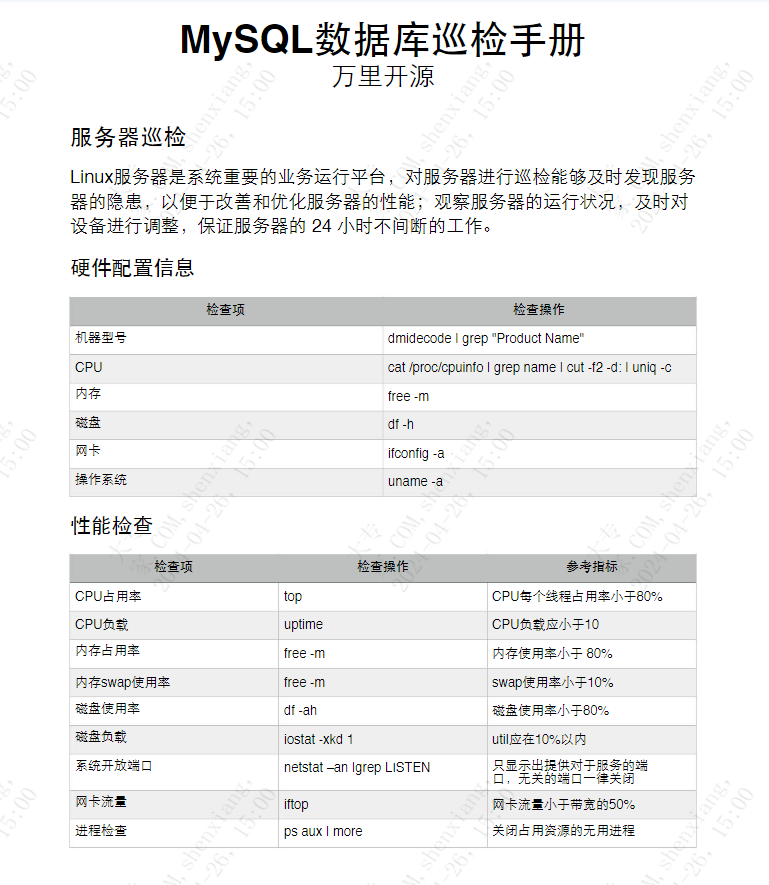 MySQL数据库巡检手册
万里开源
服务器巡检
Linux服务器是系统重要的业务运行平台，对服务器进行巡检能够及时发现服务
器的隐患，以便于改善和优化服务器的性能；观察服务器的运行状况，及时对
设备进行调整，保证服务器的 24 小时不间断的工作。
硬件配置信息
检查项 检查操作
机器型号 dmidecode | grep "Product Name"
CPU cat /proc/cpuinfo | grep name | cut -f2 -d: | uniq -c
内存 free -m
磁盘 df -h
网卡 ifconfig -a
操作系统 uname -a
性能检查
检查项 检查操作 参考指标
CPU占用率 top CPU每个线程占用率小于80%
CPU负载 uptime CPU负载应小于10
内存占用率 free -m 内存使用率小于 80%
内存swap使用率 free -m swap使用率小于10%
磁盘使用率 df -ah 磁盘使用率小于80%
磁盘负载 iostat -xkd 1 util应在10%以内
系统开放端口 netstat –an |grep LISTEN 只显示出提供对于服务的端
口，无关的端口一律关闭
网卡流量 iftop 网卡流量小于带宽的50%
进程检查 ps aux | more 关闭占用资源的无用进程